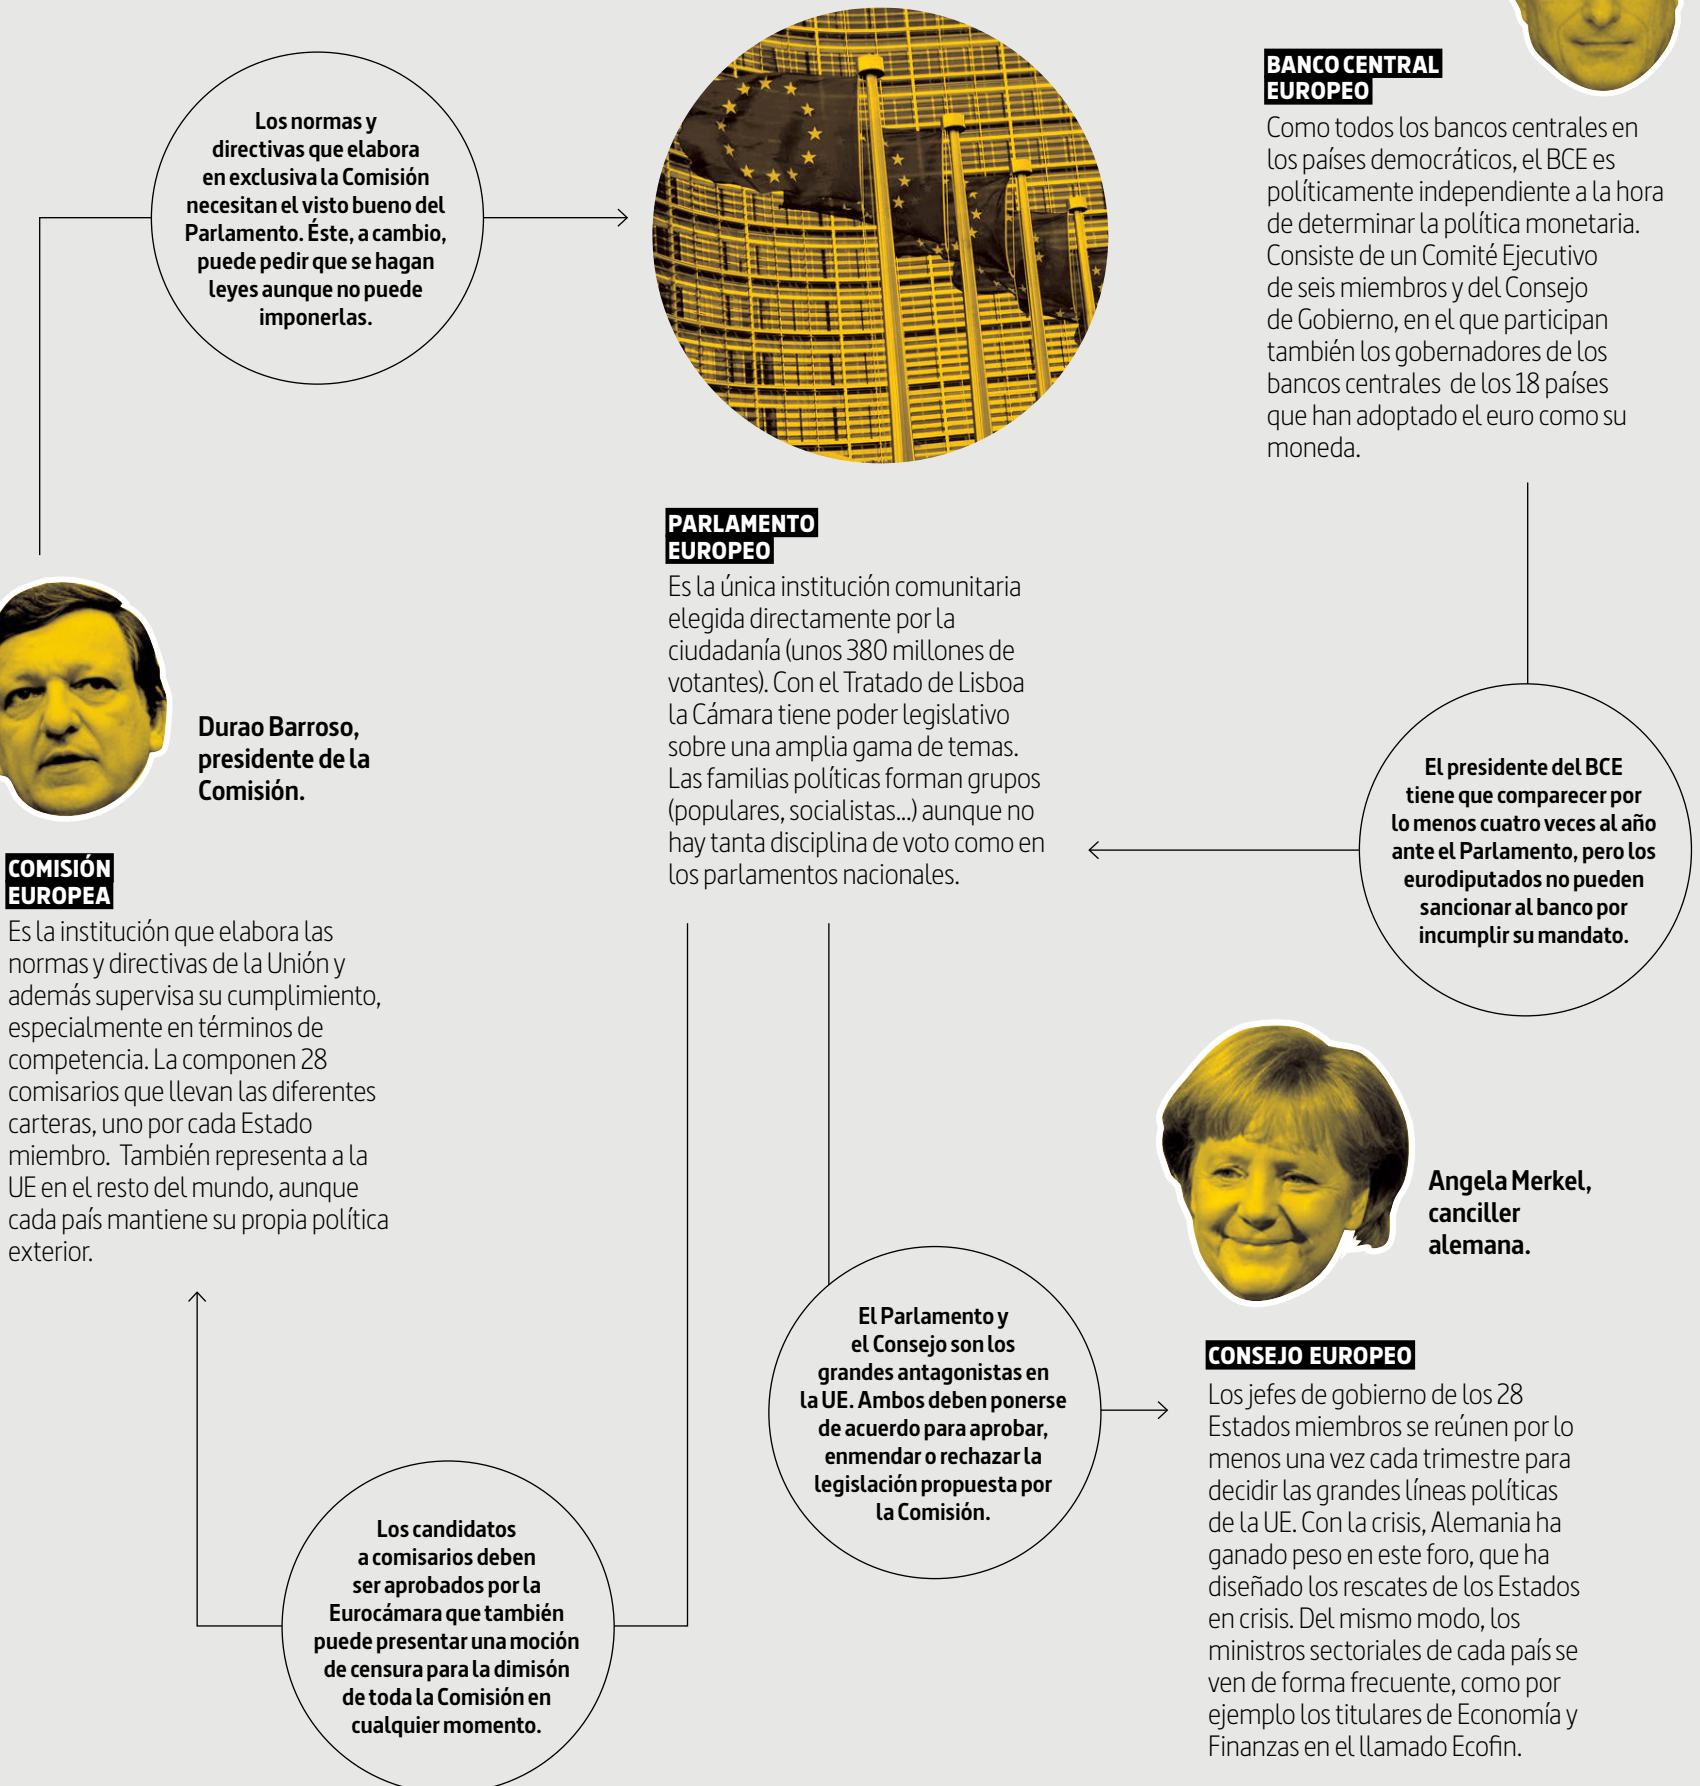 Los normas y
directivas que elabora
en exclusiva la Comisión
necesitan el visto bueno del
Parlamento. Éste, a cambio,
puede pedir que se hagan
leyes aunque no puede
imponerlas.
BANCO CENTRAL
EUROPEO
Como todos los bancos centrales en
los países democráticos, el BCE es
políticamente independiente a la hora
de determinar la política monetaria.
Consiste de un Comité Ejecutivo
de seis miembros y del Consejo
de Gobierno, en el que participan
también los gobernadores de los
bancos centrales de los 18 países
que han adoptado el euro como su
moneda.
PARLAMENTO
EUROPEO
Es la única institución comunitaria
elegida directamente por la
ciudadanía (unos 380 millones de
votantes). Con el Tratado de Lisboa
la Cámara tiene poder legislativo
sobre una amplia gama de temas.
Las familias políticas forman grupos
(populares, socialistas...) aunque no
hay tanta disciplina de voto como en
los parlamentos nacionales.
Durao Barroso,
presidente de la
Comisión.
COMISIÓN
EUROPEA
Es la institución que elabora las
normas y directivas de la Unión y
además supervisa su cumplimiento,
especialmente en términos de
competencia. La componen 28
comisarios que llevan las diferentes
carteras, uno por cada Estado
miembro. También representa a la
UE en el resto del mundo, aunque
cada país mantiene su propia política
exterior.
El presidente del BCE
tiene que comparecer por
lo menos cuatro veces al año
ante el Parlamento, pero los
eurodiputados no pueden
sancionar al banco por
incumplir su mandato.
Angela Merkel,
canciller
alemana.
El Parlamento y
el Consejo son los
grandes antagonistas en
la UE. Ambos deben ponerse
de acuerdo para aprobar,
enmendar o rechazar la
legislación propuesta por
la Comisión.
CONSEJO EUROPEO
Los jefes de gobierno de los 28
Estados miembros se reúnen por lo
menos una vez cada trimestre para
decidir las grandes líneas políticas
de la UE. Con la crisis, Alemania ha
ganado peso en este foro, que ha
diseñado los rescates de los Estados
en crisis. Del mismo modo, los
ministros sectoriales de cada país se
ven de forma frecuente, como por
ejemplo los titulares de Economía y
Finanzas en el llamado Ecofin.
Los candidatos
a comisarios deben
ser aprobados por la
Eurocámara que también
puede presentar una moción
de censura para la dimisón
de toda la Comisión en
cualquier momento.